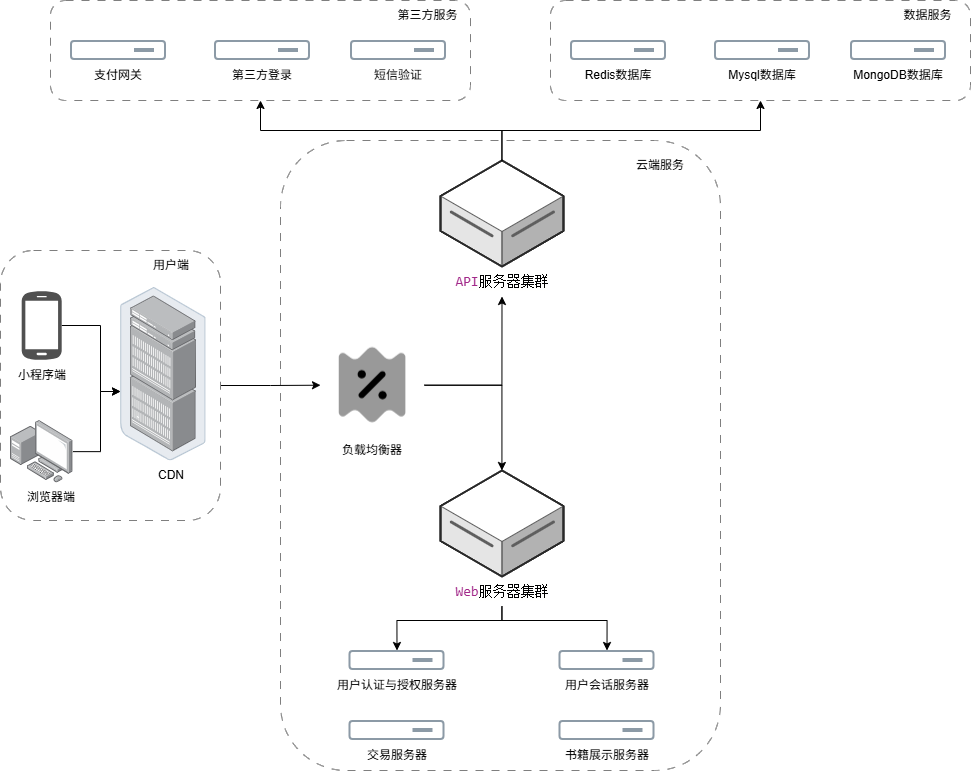 第三方服务
支付网关
第三方登录
短信验证
数据服务
Redis数据库
Mysql数据库
MongoDB数据库
云端服务
API服务器集群
用户端
小程序端
浏览器端
CDN
负载均衡器
Web服务器集群
用户认证与授权服务器
用户会话服务器
交易服务器
书籍展示服务器